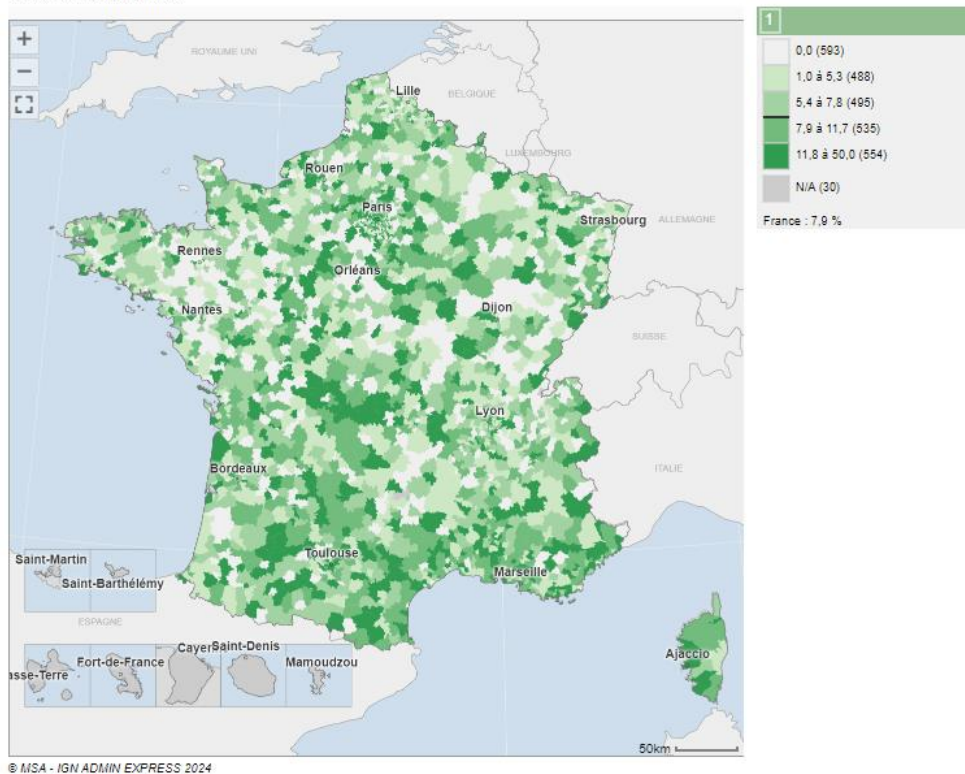 ROYAUME UNI
Lille
BELGIQUE
LUXEMBOURG
Rouen
Paris
Strasbourg
ALLEMAGNE
Rennes
Orléans
Nantes
Dijon
SUISSE
Lyon
Bordeaux
ITALIE
Toulouse
Marseille
Saint-Martin
Saint-Barthélémy
ESPAGNE
Fort-de-France
Saint-Denis
Mamoudzou
asse-Terre
Cayer
Ajaccio
50km
© MSA - IGN ADMIN EXPRESS 2024
1
0,0 (593)
1,0 à 5,3 (488)
5,4 à 7,8 (495)
7,9 à 11,7 (535)
11,8 à 50,0 (554)
N/A (30)
France : 7,9 %